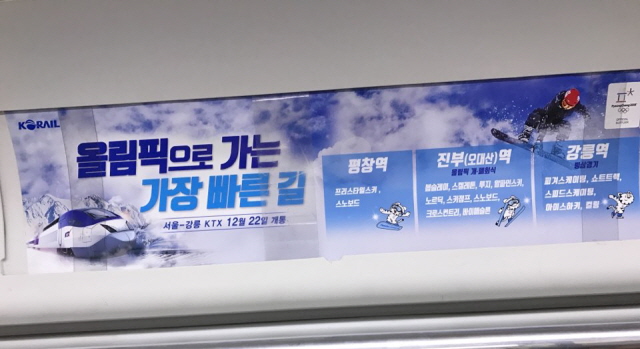 KORAIL
올림픽으로 가는
가장 빠른 길
서울-강릉 KTX 12월 22일 개통
평창역
프리스타일스키,
스노보드
진부(오대산)역
올림픽 개·폐회식
봅슬레이, 스켈레톤, 루지, 알파인스키,
노르딕, 스키점프, 스노보드,
크로스컨트리, 바이애슬론
강릉역
빙상경기
피겨스케이팅, 쇼트트랙,
스피드스케이팅,
아이스하키, 컬링